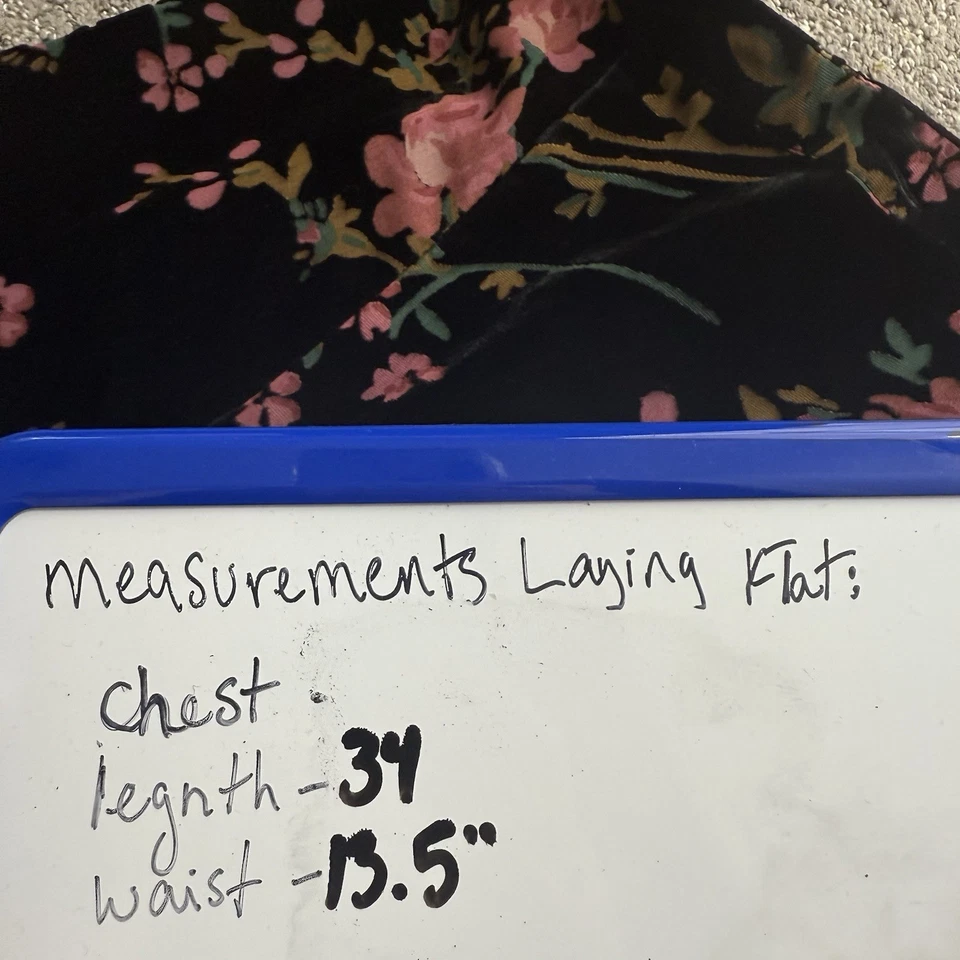 measurements Laying Flat:
Chest
legnth - 34
waist - 13.5"